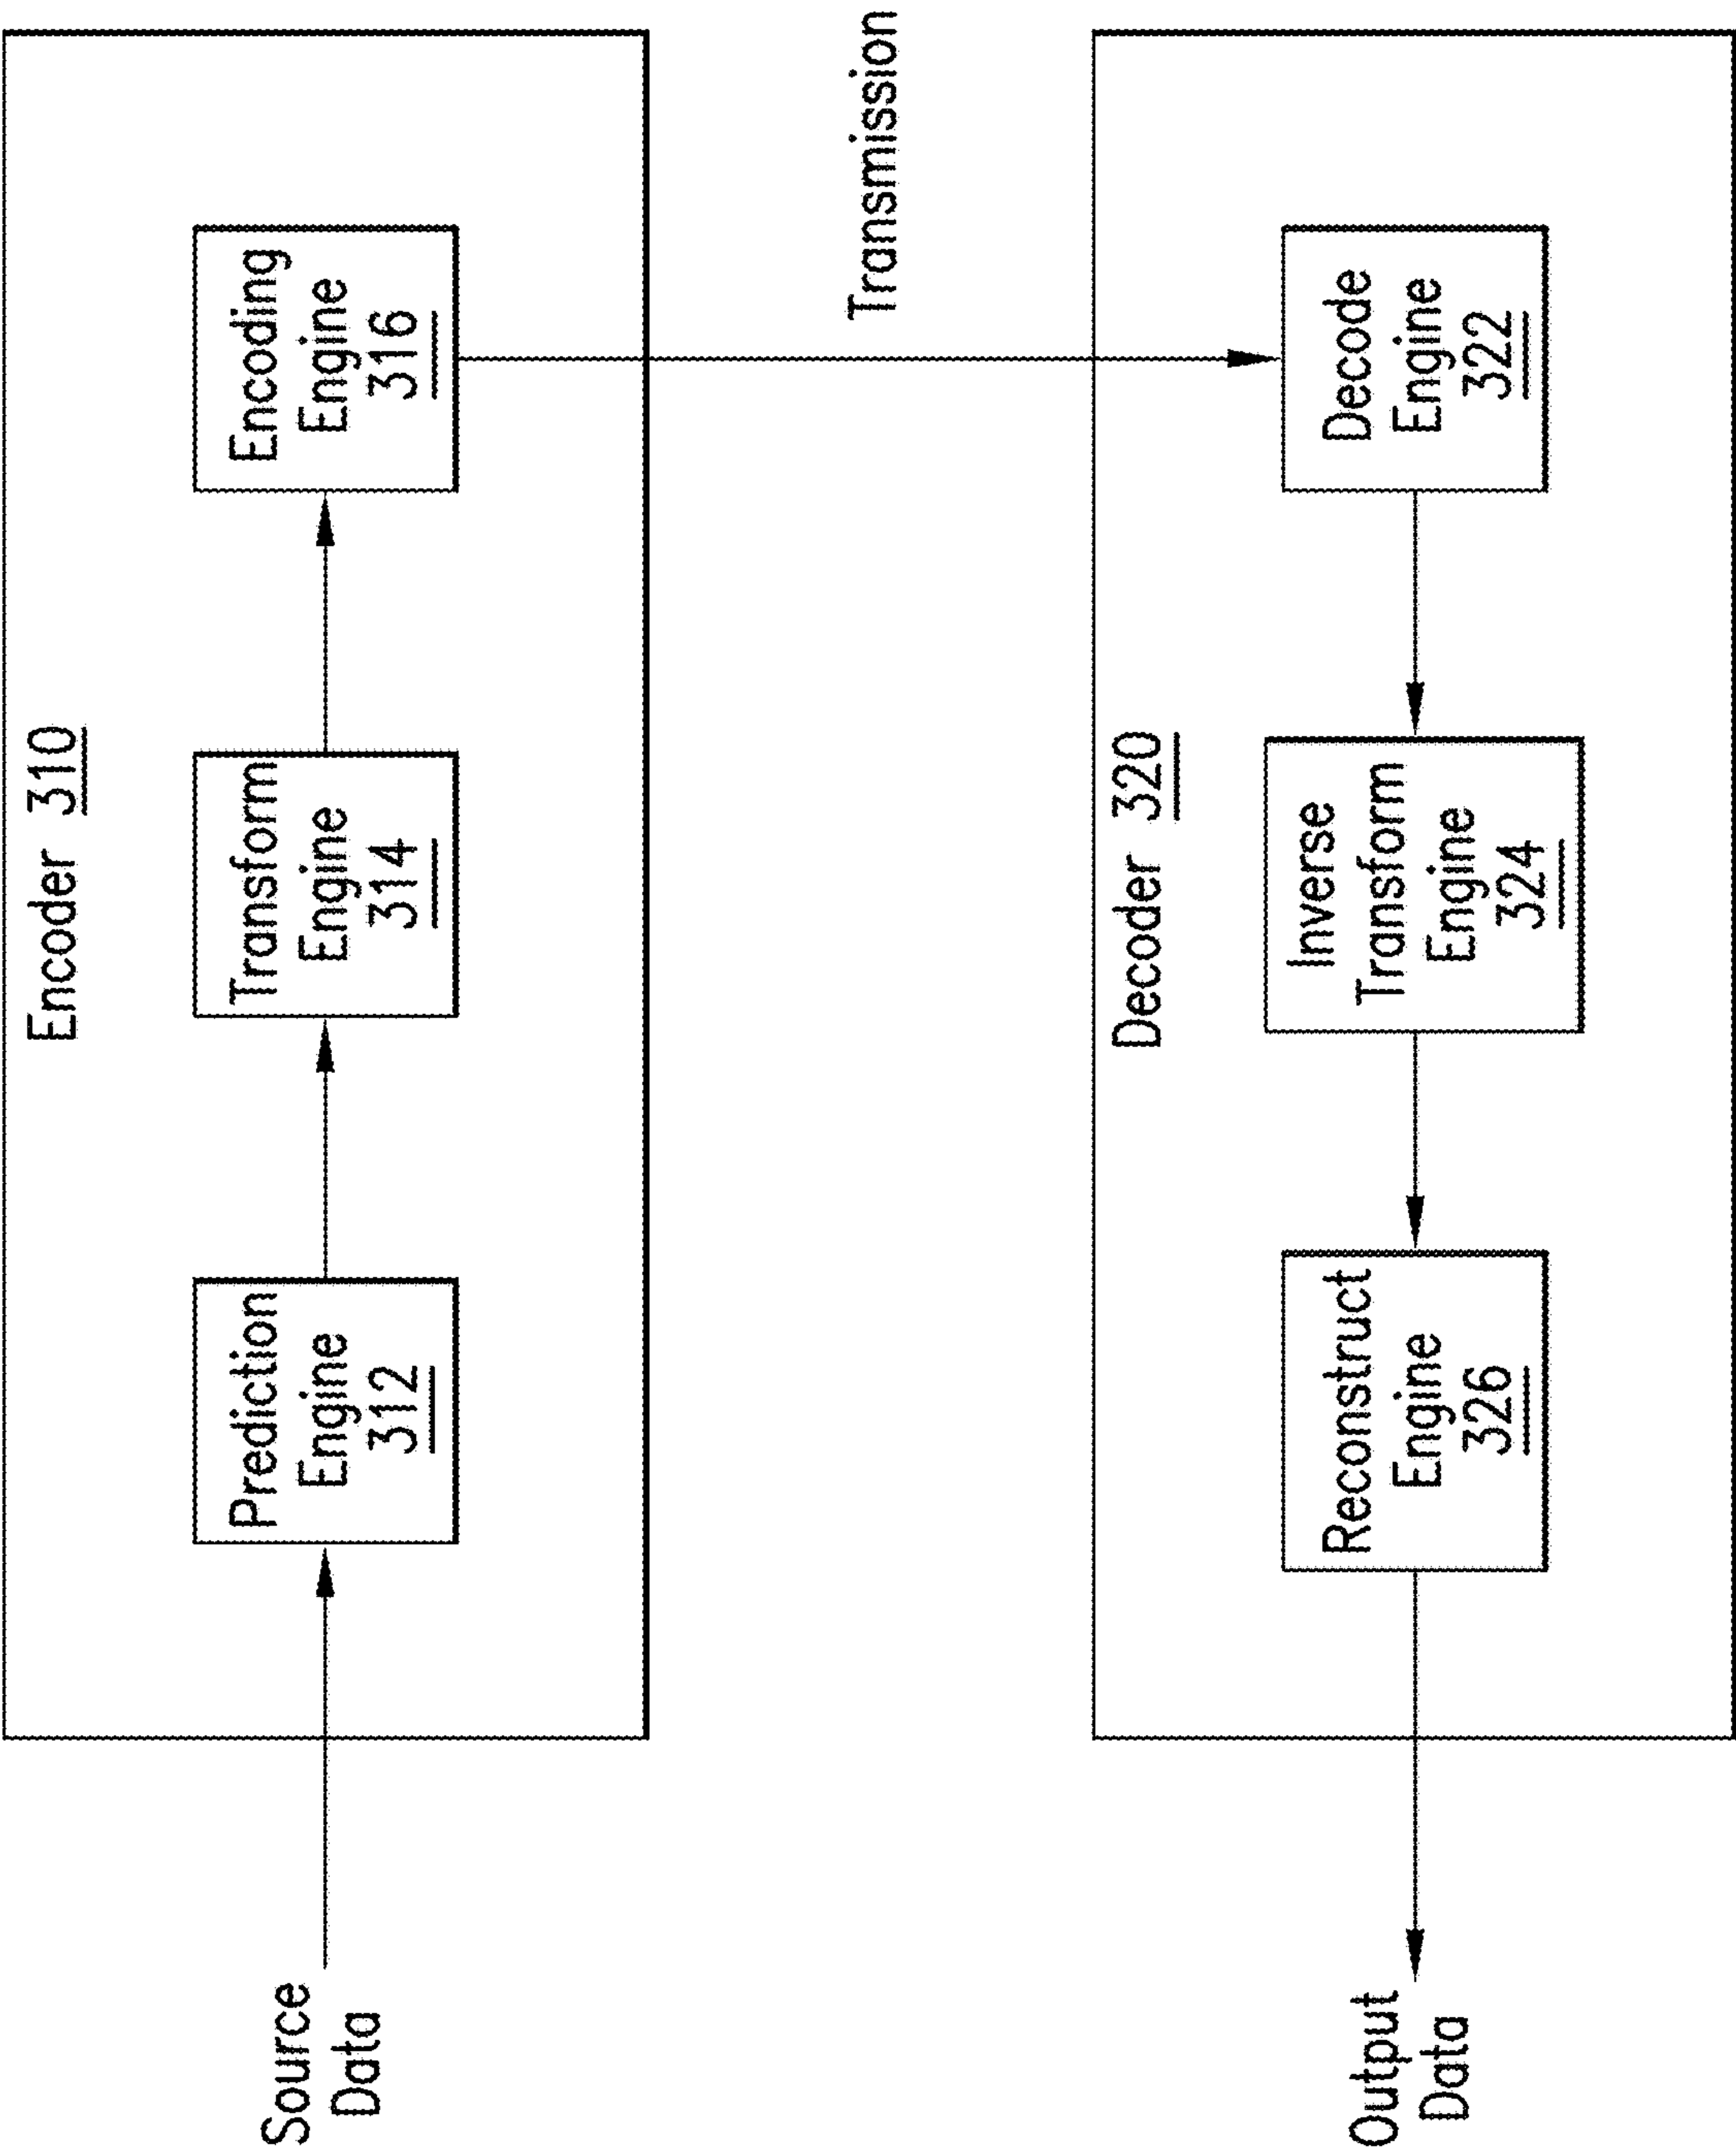 Encoder 310
Source
Data
Prediction
Engine
312
Transform
Engine
314
Encoding
Engine
316
Transmission
Decoder 320
Output
Data
Reconstruct
Engine
326
Inverse
Transform
Engine
324
Decode
Engine
322